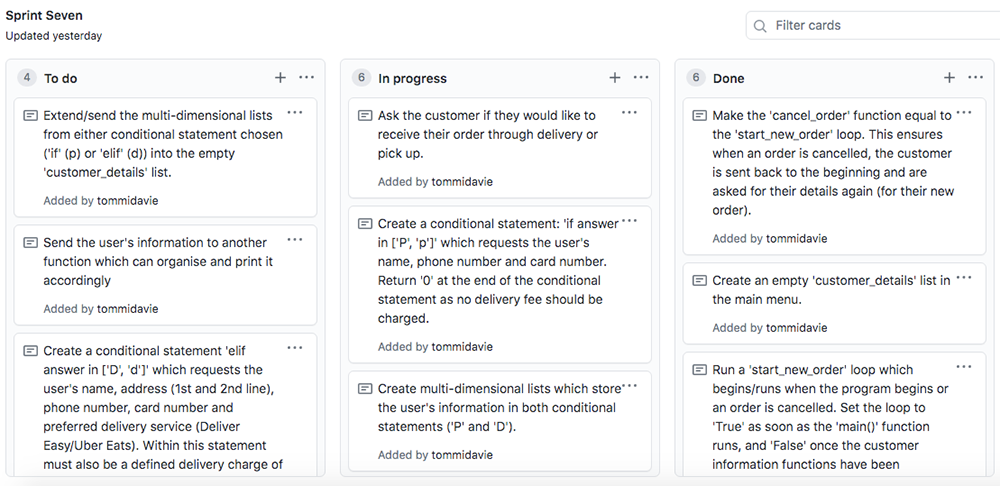 Sprint Seven
Updated yesterday
Filter cards
4 To do
Extend/send the multi-dimensional lists
from either conditional statement chosen
('if' (p) or 'elif' (d)) into the empty
'customer_details' list.
Added by tommidavie
Send the user's information to another
function which can organise and print it
accordingly
Added by tommidavie
Create a conditional statement 'elif
answer in ['D', 'd']' which requests the
user's name, address (1st and 2nd line),
phone number, card number and
preferred delivery service (Deliver
Easy/Uber Eats). Within this statement
must also be a defined delivery charge of
6 In progress
Ask the customer if they would like to
receive their order through delivery or
pick up.
Added by tommidavie
Create a conditional statement: 'if answer
in ['P', 'p']' which requests the user's
name, phone number and card number.
Return '0' at the end of the conditional
statement as no delivery fee should be
charged.
Added by tommidavie
Create multi-dimensional lists which store
the user's information in both conditional
statements ('P' and 'D').
Added by tommidavie
6 Done
Make the 'cancel_order' function equal to
the 'start_new_order' loop. This ensures
when an order is cancelled, the customer
is sent back to the beginning and are
asked for their details again (for their new
order).
Added by tommidavie
Create an empty 'customer_details' list in
the main menu.
Added by tommidavie
Run a 'start_new_order' loop which
begins/runs when the program begins or
an order is cancelled. Set the loop to
'True' as soon as the 'main()' function
runs, and 'False' once the customer
information functions have been